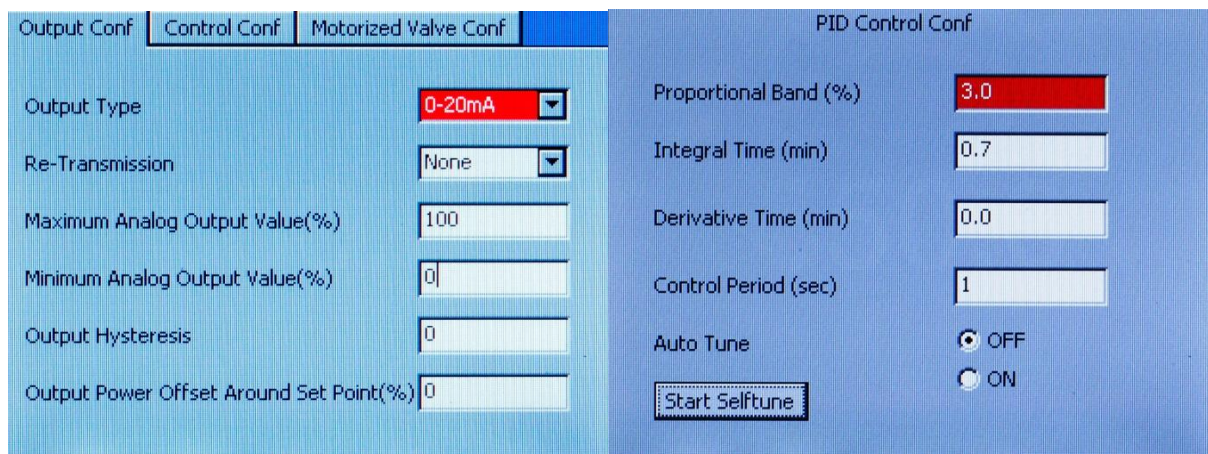 Output Conf
Control Conf
Motorized Valve Conf
Output Type
0-20mA
Re-Transmission
None
Maximum Analog Output Value(%)
100
Minimum Analog Output Value(%)
0
Output Hysteresis
0
Output Power Offset Around Set Point(%)
0
PID Control Conf
Proportional Band (%)
3.0
Integral Time (min)
0.7
Derivative Time (min)
0.0
Control Period (sec)
1
Auto Tune
OFF
ON
Start Selftune